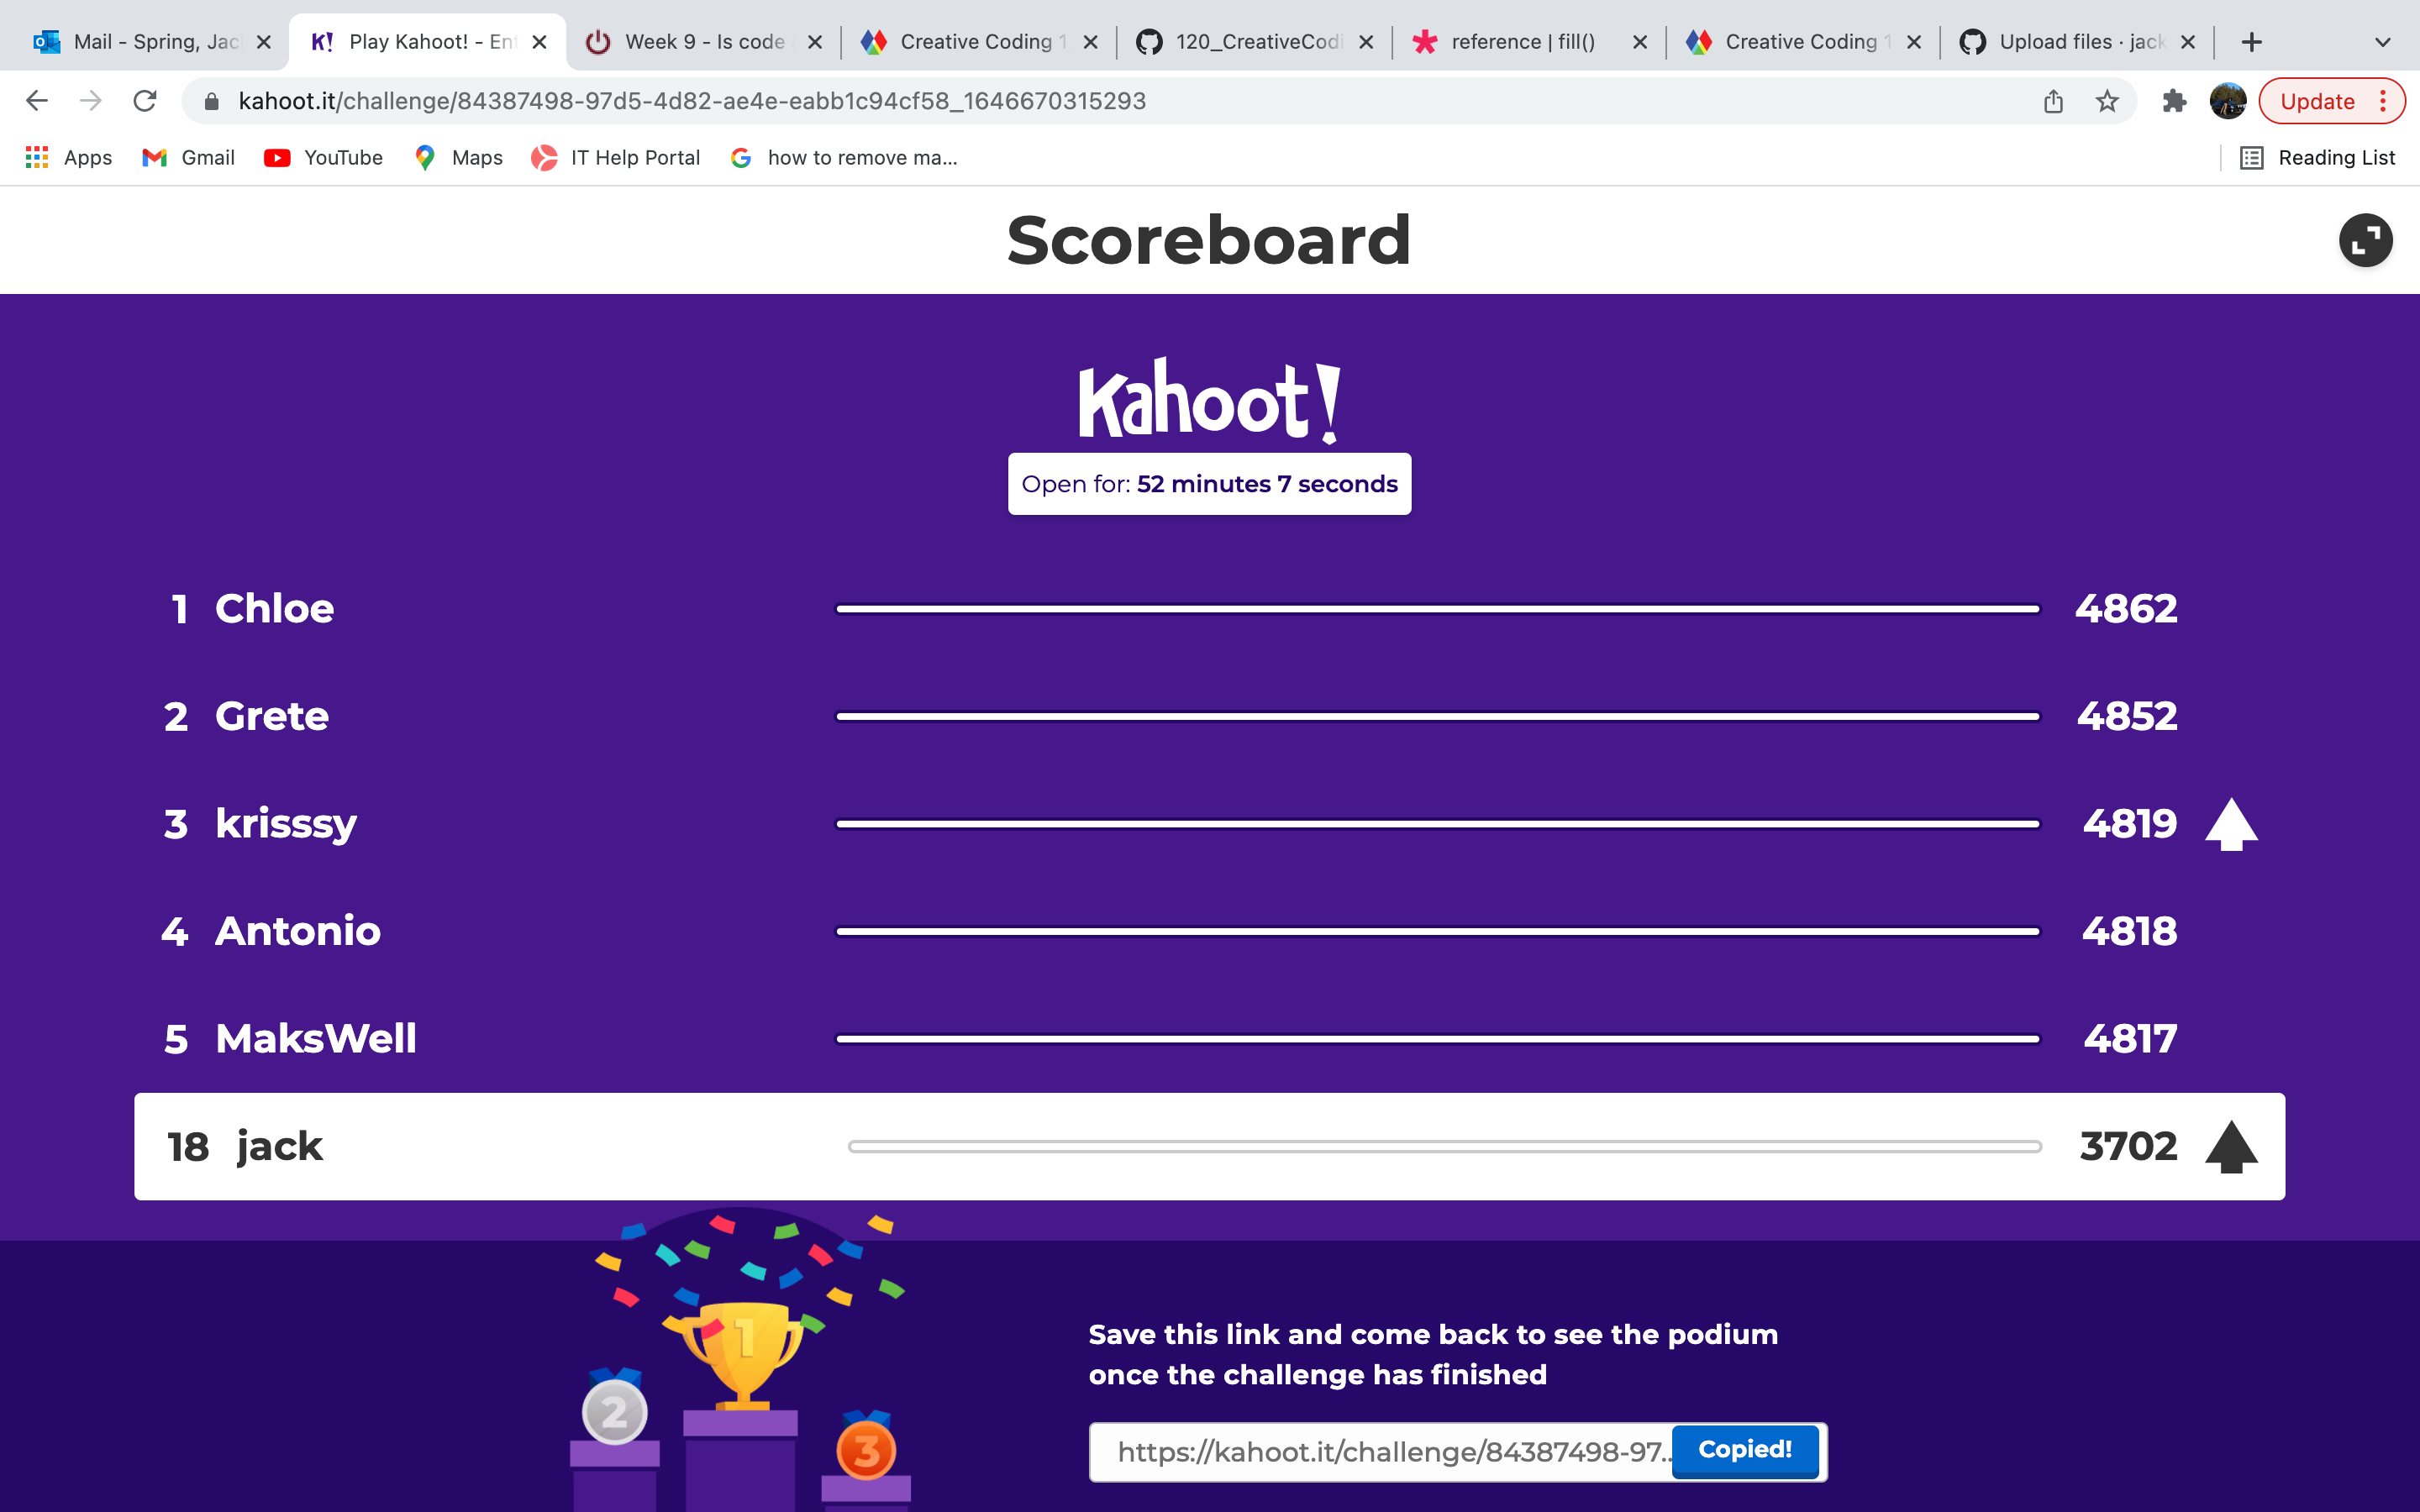 Mail - Spring, Jac
K! Play Kahoot! - Ent
Week 9 - Is code
Creative Coding 1
120_CreativeCodi
reference | fill()
Creative Coding 1
Upload files · jack
kahoot.it/challenge/84387498-97d5-4d82-ae4e-eabb1c94cf58_1646670315293
Update
Apps
Gmail
YouTube
Maps
IT Help Portal
how to remove ma...
Reading List
Scoreboard
Kahoot!
Open for: 52 minutes 7 seconds
1 Chloe 4862
2 Grete 4852
3 krisssy 4819
4 Antonio 4818
5 MaksWell 4817
18 jack 3702
1
2
3
Save this link and come back to see the podium
once the challenge has finished
https://kahoot.it/challenge/84387498-97... Copied!